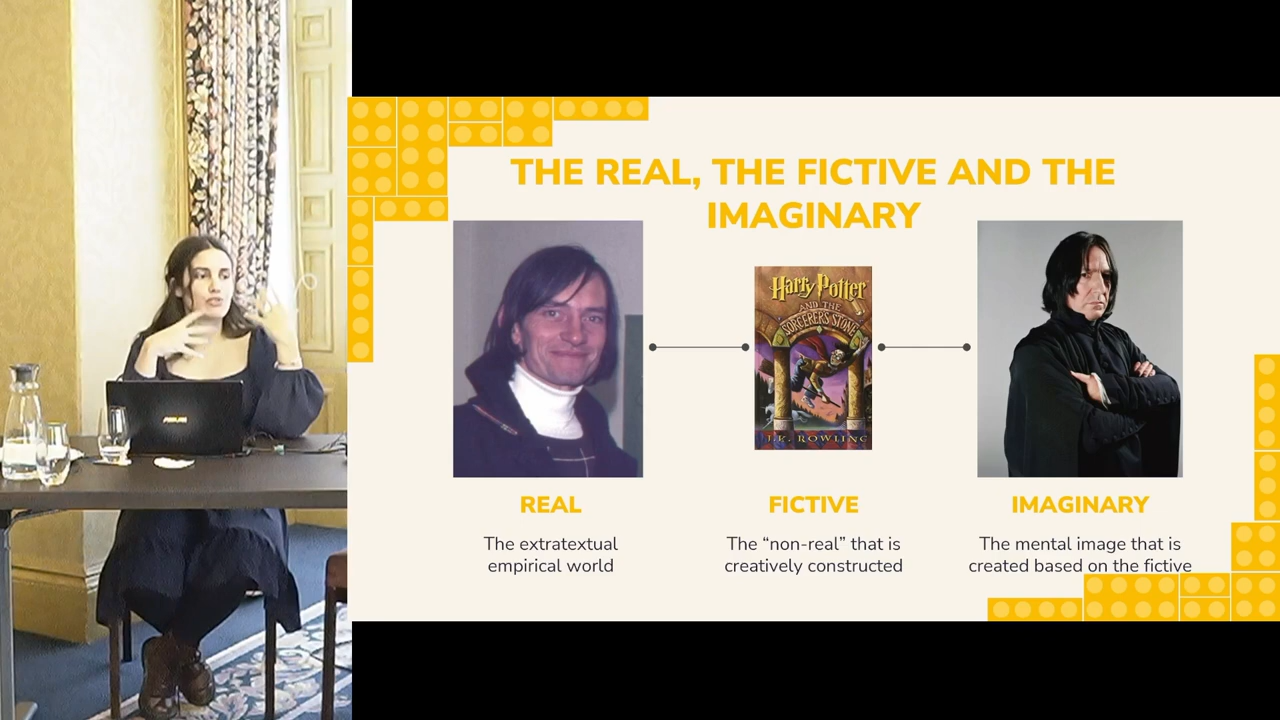 THE REAL, THE FICTIVE AND THE
IMAGINARY
Harry Potter
AND THE
SORCERER'S STONE
J.K. ROWLING
REAL
FICTIVE
IMAGINARY
The extratextual
empirical world
The “non-real” that is
creatively constructed
The mental image that is
created based on the fictive
ASUS